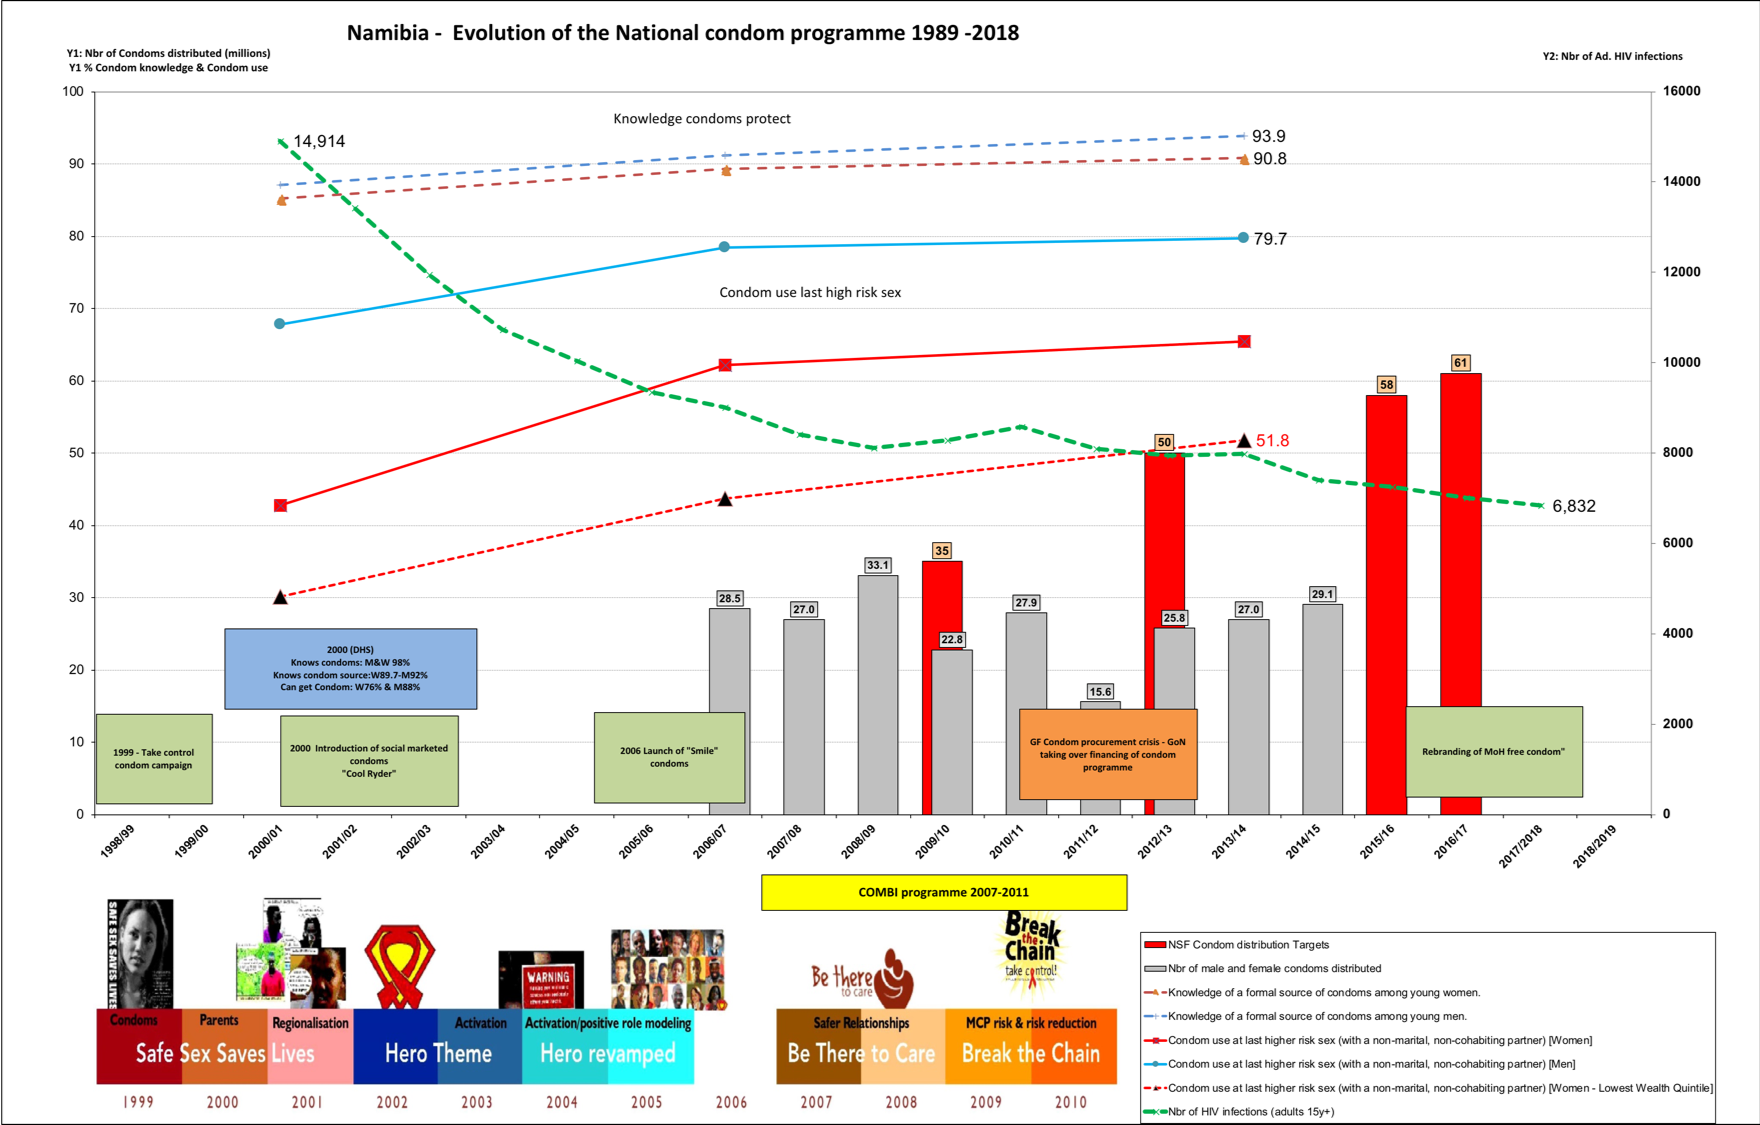 Namibia - Evolution of the National condom programme 1989 -2018
Y1: Nbr of Condoms distributed (millions)
Y1 % Condom knowledge & Condom use
Y2: Nbr of Ad. HIV infections
100
90
80
70
60
50
40
30
20
10
0
16000
14000
12000
10000
8000
6000
4000
2000
0
Knowledge condoms protect
14,914
93.9
90.8
79.7
Condom use last high risk sex
51.8
6,832
28.5
27.0
33.1
35
22.8
27.9
15.6
50
25.8
27.0
29.1
58
61
2000 (DHS)
Knows condoms: M&W 98%
Knows condom source:W89.7-M92%
Can get Condom: W76% & M88%
1999 - Take control
condom campaign
2000 Introduction of social marketed
condoms
"Cool Ryder"
2006 Launch of "Smile"
condoms
GF Condom procurement crisis - GoN
taking over financing of condom
programme
Rebranding of MoH free condom"
1998/99
1999/00
2000/01
2001/02
2002/03
2003/04
2004/05
2005/06
2006/07
2007/08
2008/09
2009/10
2010/11
2011/12
2012/13
2013/14
2014/15
2015/16
2016/17
2017/2018
2018/2019
COMBI programme 2007-2011
SAFE SEX SAVES LIVES
WARNING
Be there
to care
Break
the
Chain
take control!
Condoms
Parents
Regionalisation
Activation
Activation/positive role modeling
Safer Relationships
MCP risk & risk reduction
Safe Sex Saves Lives
Hero Theme
Hero revamped
Be There to Care
Break the Chain
1999
2000
2001
2002
2003
2004
2005
2006
2007
2008
2009
2010
NSF Condom distribution Targets
Nbr of male and female condoms distributed
Knowledge of a formal source of condoms among young women.
Knowledge of a formal source of condoms among young men.
Condom use at last higher risk sex (with a non-marital, non-cohabiting partner) [Women]
Condom use at last higher risk sex (with a non-marital, non-cohabiting partner) [Men]
Condom use at last higher risk sex (with a non-marital, non-cohabiting partner) [Women - Lowest Wealth Quintile]
Nbr of HIV infections (adults 15y+)